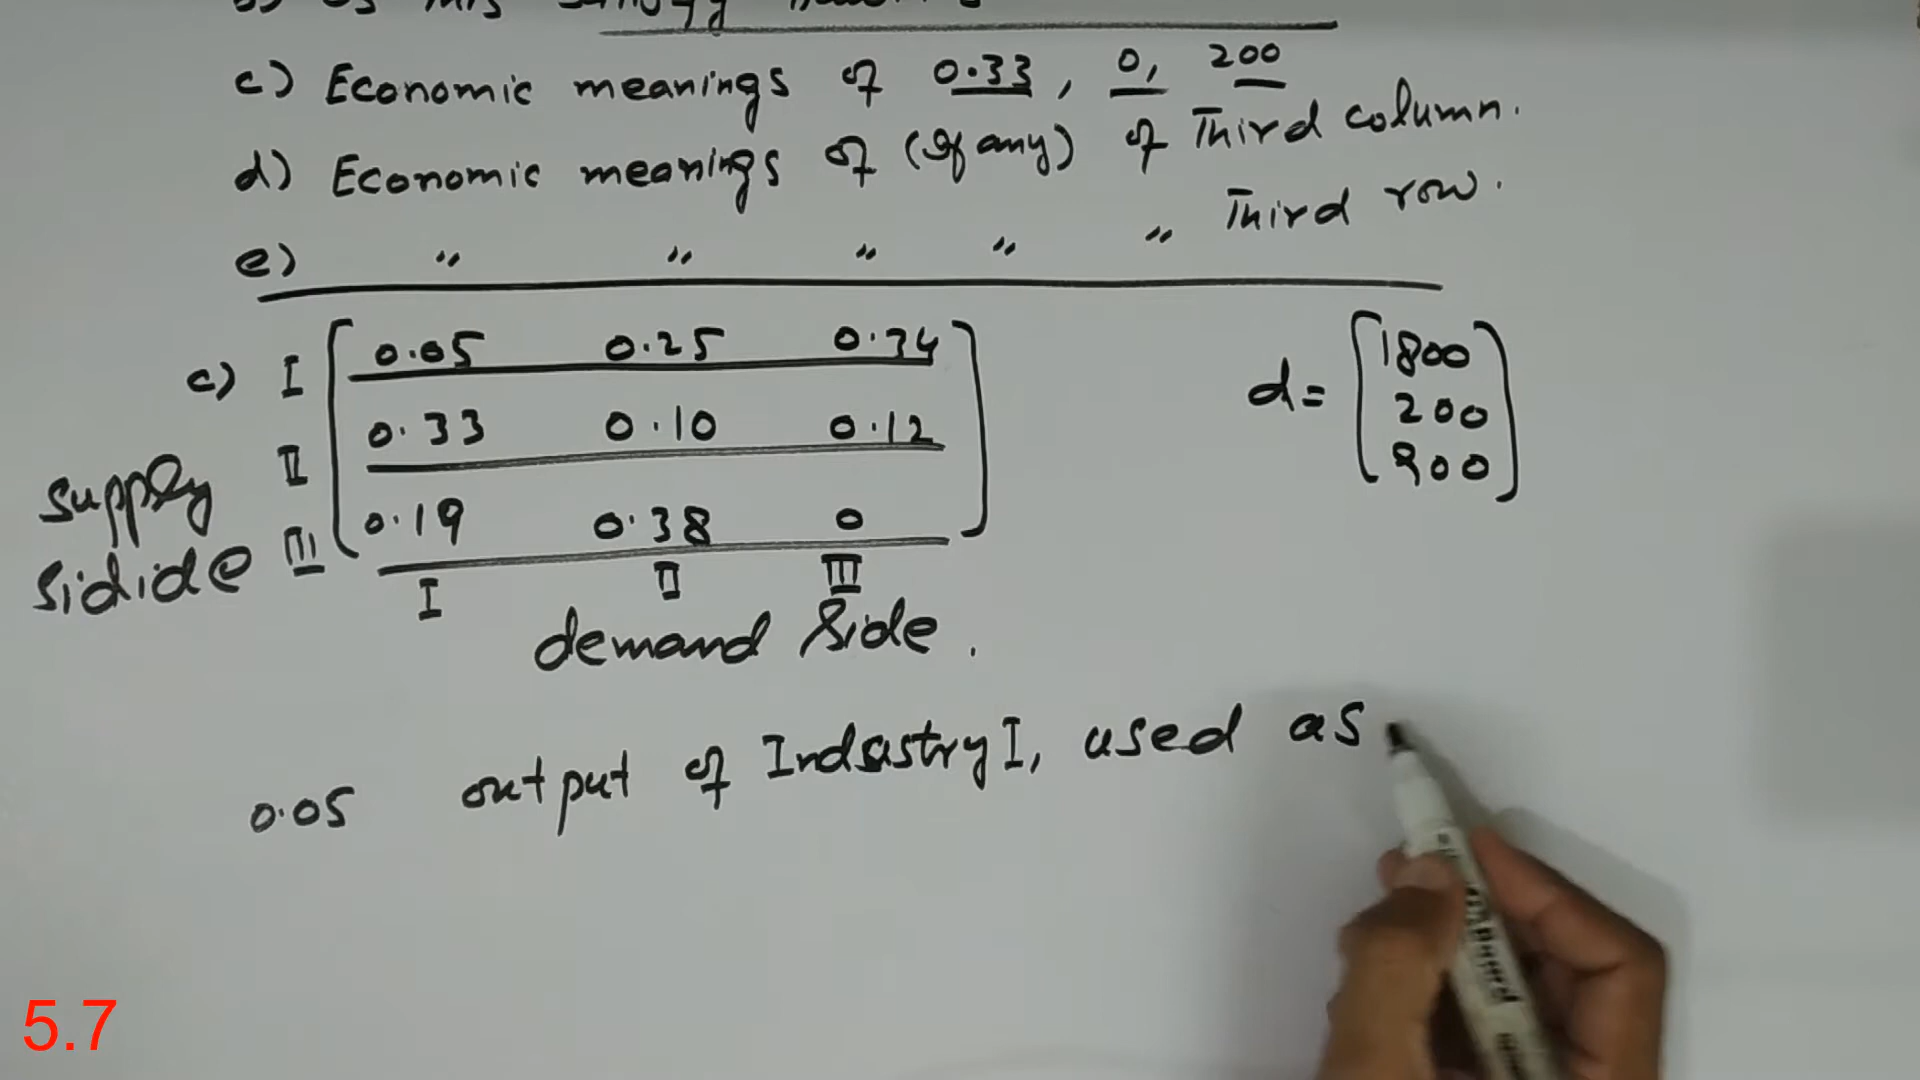 c) Economic meanings of 0.33, 0, 200
d) Economic meanings of (If any) of Third column.
e) " " " " " Third row.
c) I 0.05 0.25 0.34
II 0.33 0.10 0.12
III 0.19 0.38 0
I II III
supply
sidide
demand side.
d= 1800
200
900
0.05 output of Indsustry I, used as
5.7